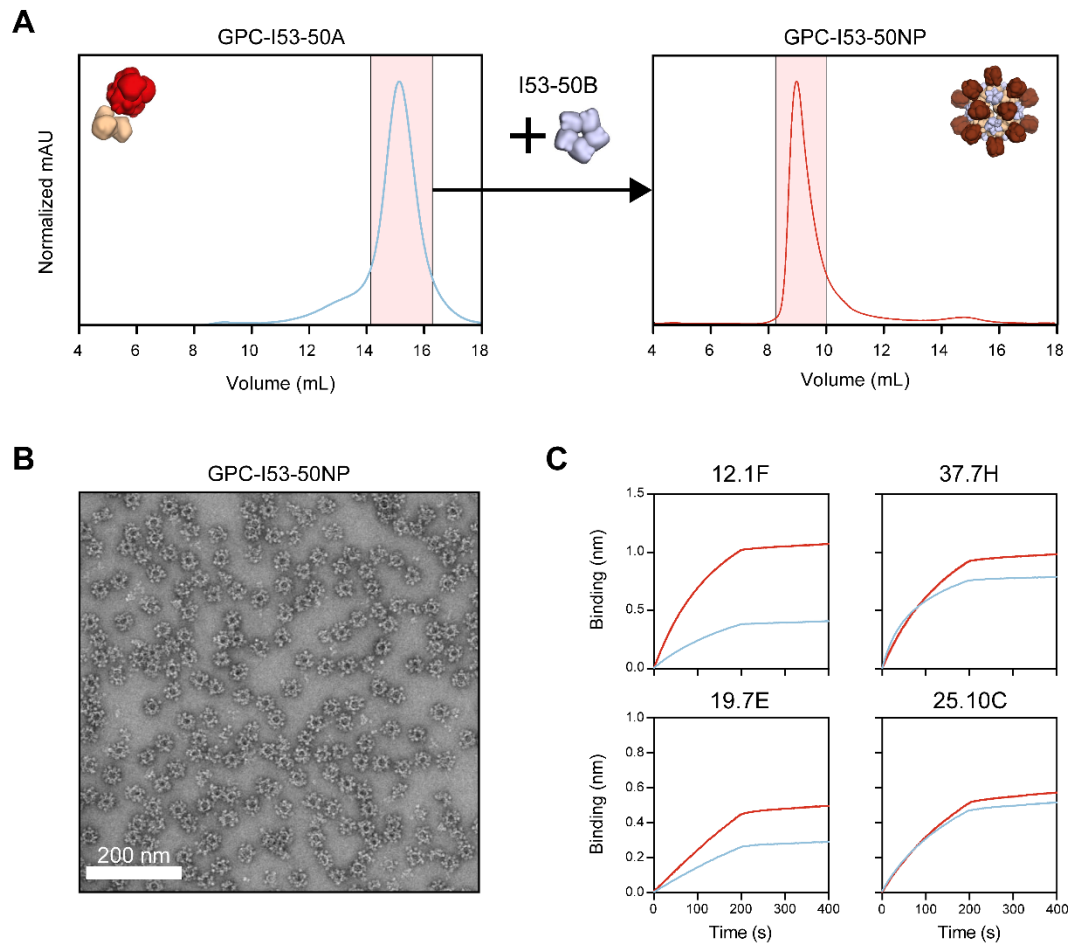 A
GPC-I53-50A
GPC-I53-50NP
I53-50B
+
Normalized mAU
4 6 8 10 12 14 16 18
Volume (mL)
4 6 8 10 12 14 16 18
Volume (mL)
B
GPC-I53-50NP
200 nm
C
12.1F
37.7H
1.5
1.0
0.5
0.0
Binding (nm)
19.7E
25.10C
1.0
0.8
0.6
0.4
0.2
0.0
Binding (nm)
0 100 200 300 400
Time (s)
0 100 200 300 400
Time (s)